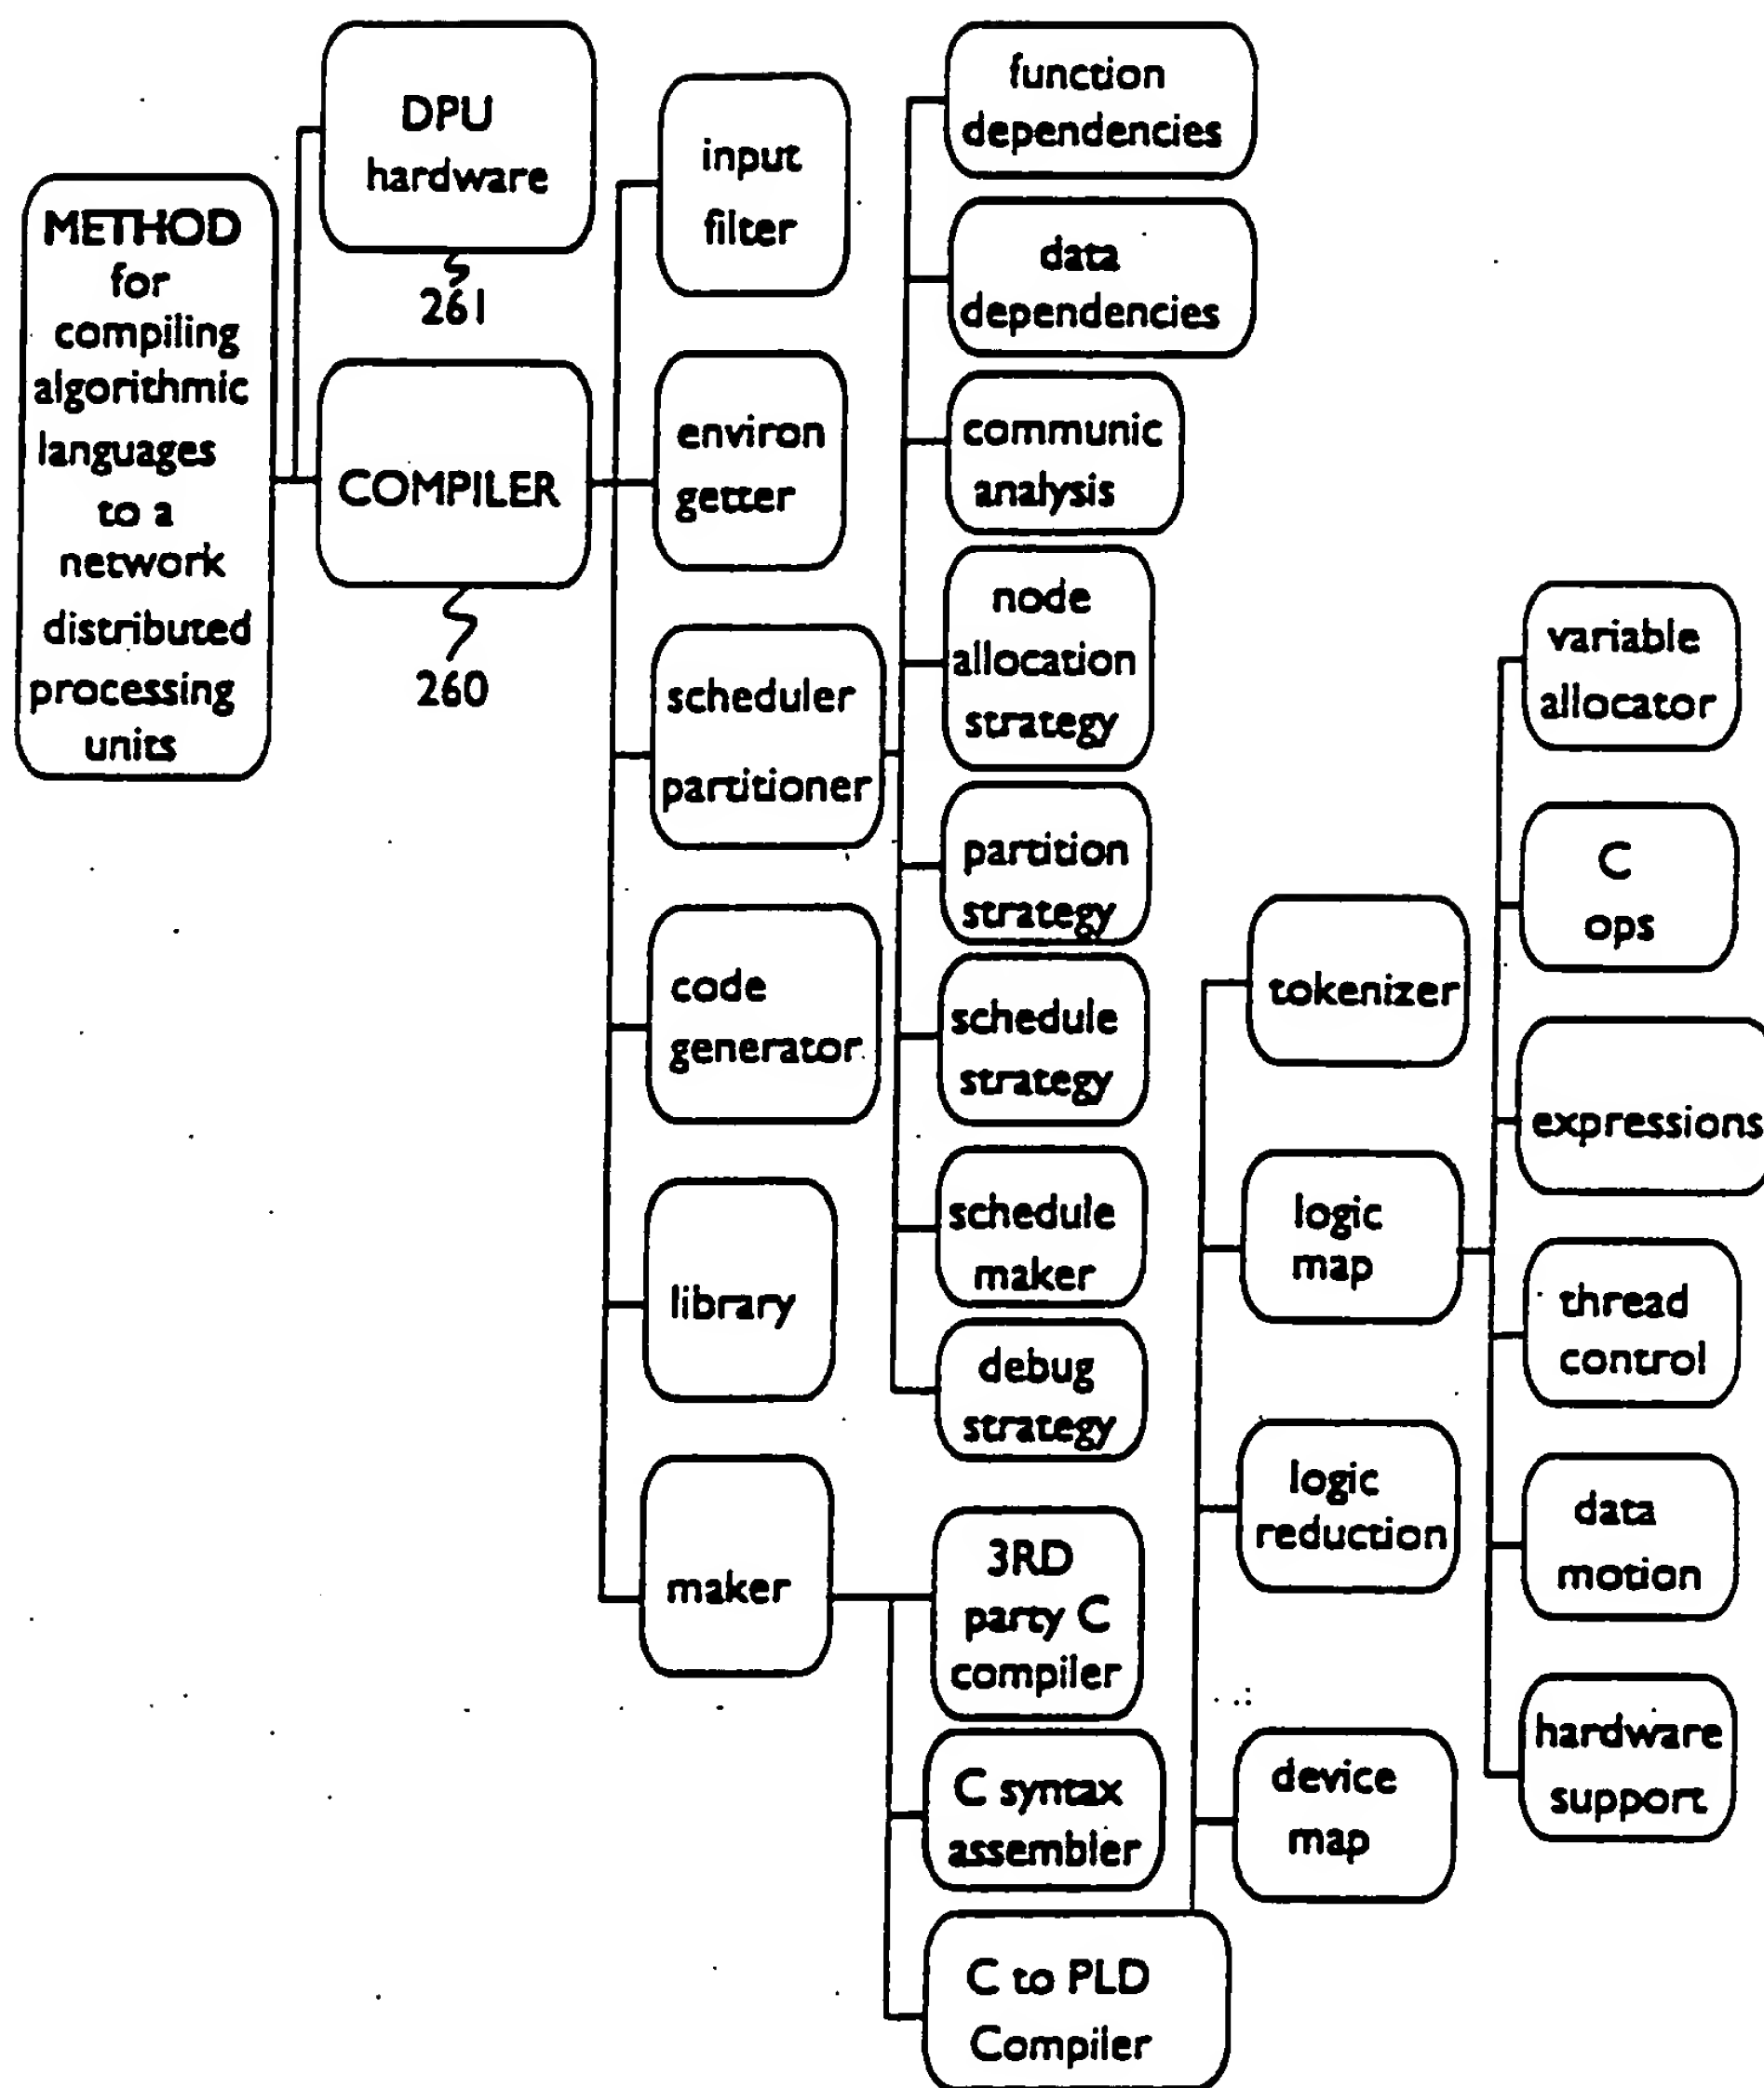 METHOD
for
compiling
algorithmic
languages
to a
network
distributed
processing
units
DPU
hardware
261
COMPILER
260
input
filter
environ
getter
scheduler
partitioner
code
generator
library
maker
function
dependencies
data
dependencies
communic
analysis
node
allocation
strategy
partition
strategy
schedule
strategy
schedule
maker
debug
strategy
3RD
party C
compiler
C syntax
assembler
C to PLD
Compiler
tokenizer
logic
map
logic
reduction
device
map
variable
allocator
C
ops
expressions
thread
control
data
motion
hardware
support